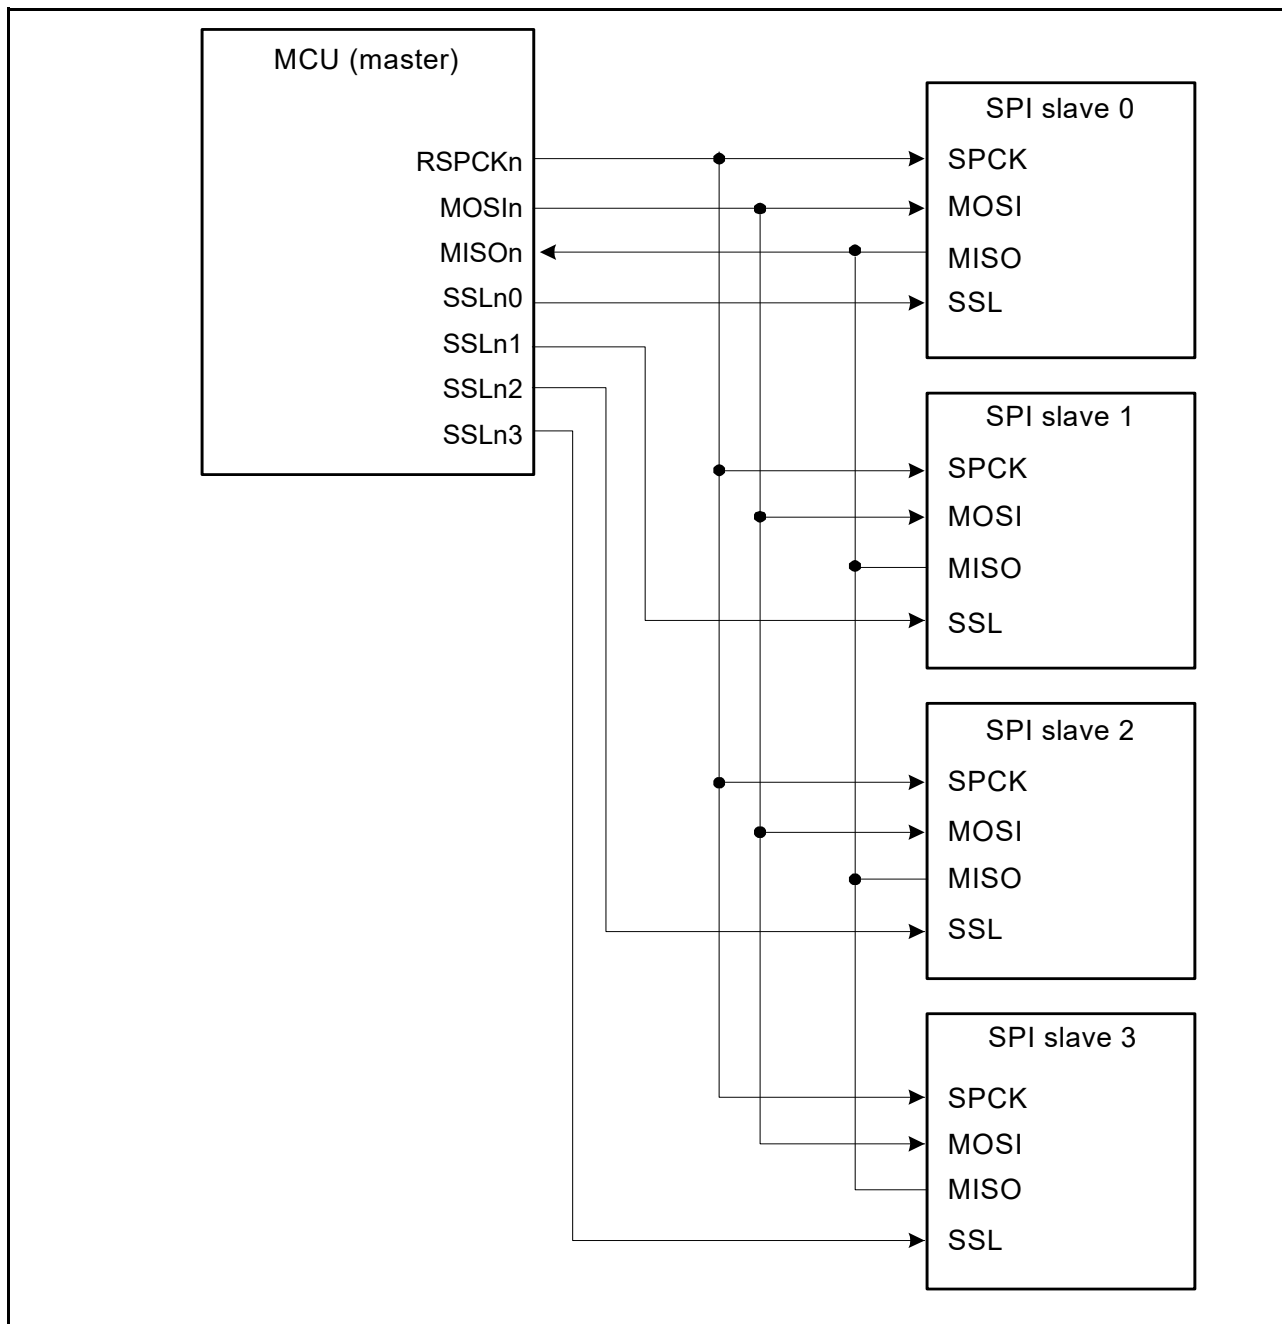 MCU (master)
RSPCKn
MOSIn
MISOn
SSLn0
SSLn1
SSLn2
SSLn3
SPI slave 0
SPCK
MOSI
MISO
SSL
SPI slave 1
SPCK
MOSI
MISO
SSL
SPI slave 2
SPCK
MOSI
MISO
SSL
SPI slave 3
SPCK
MOSI
MISO
SSL